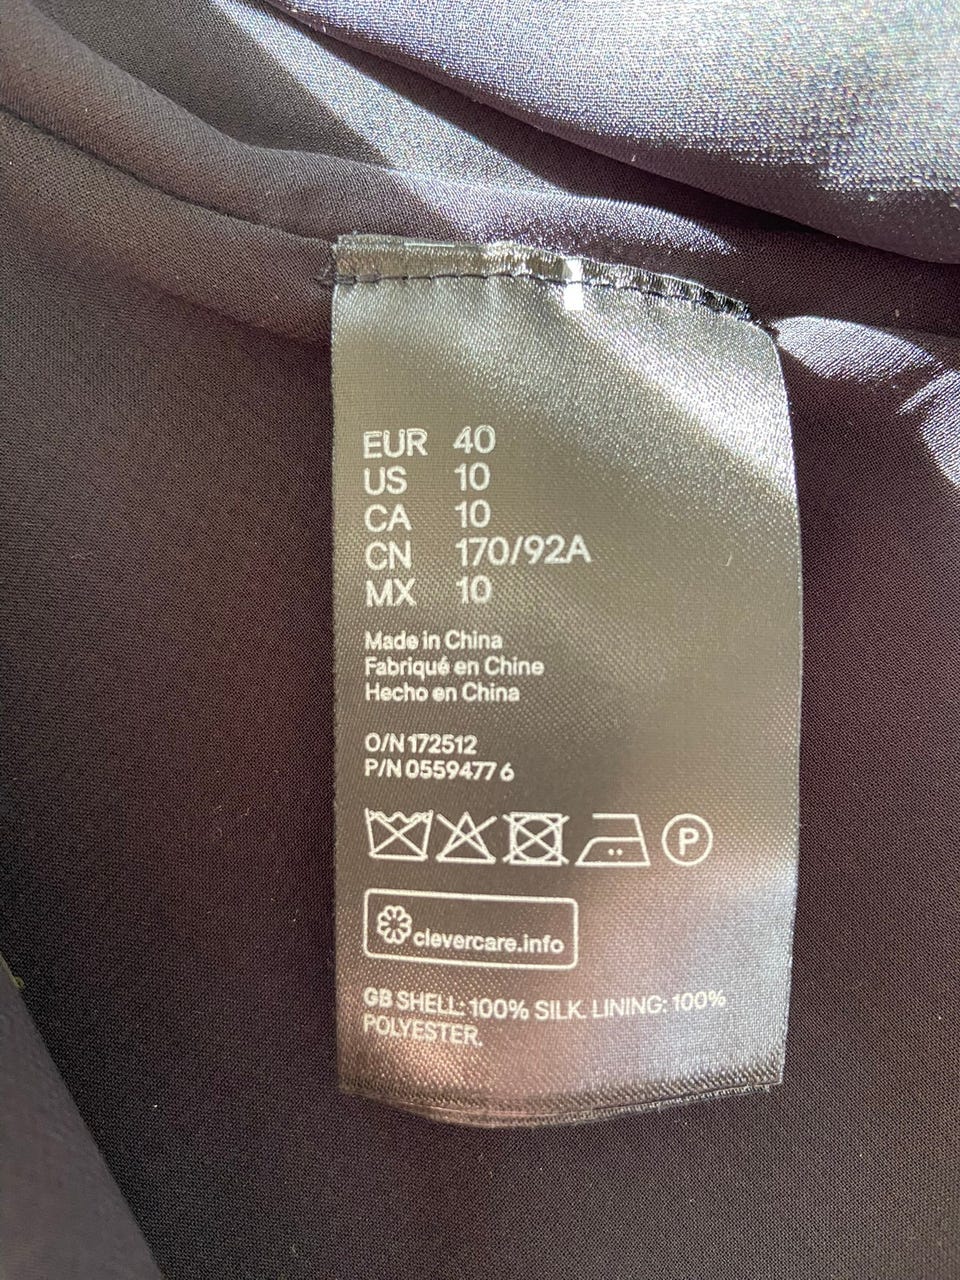 EUR 40
US 10
CA 10
CN 170/92A
MX 10
Made in China
Fabriqué en Chine
Hecho en China
O/N 172512
P/N 0559477 6
P
clevercare.info
GB SHELL: 100% SILK. LINING: 100%
POLYESTER.